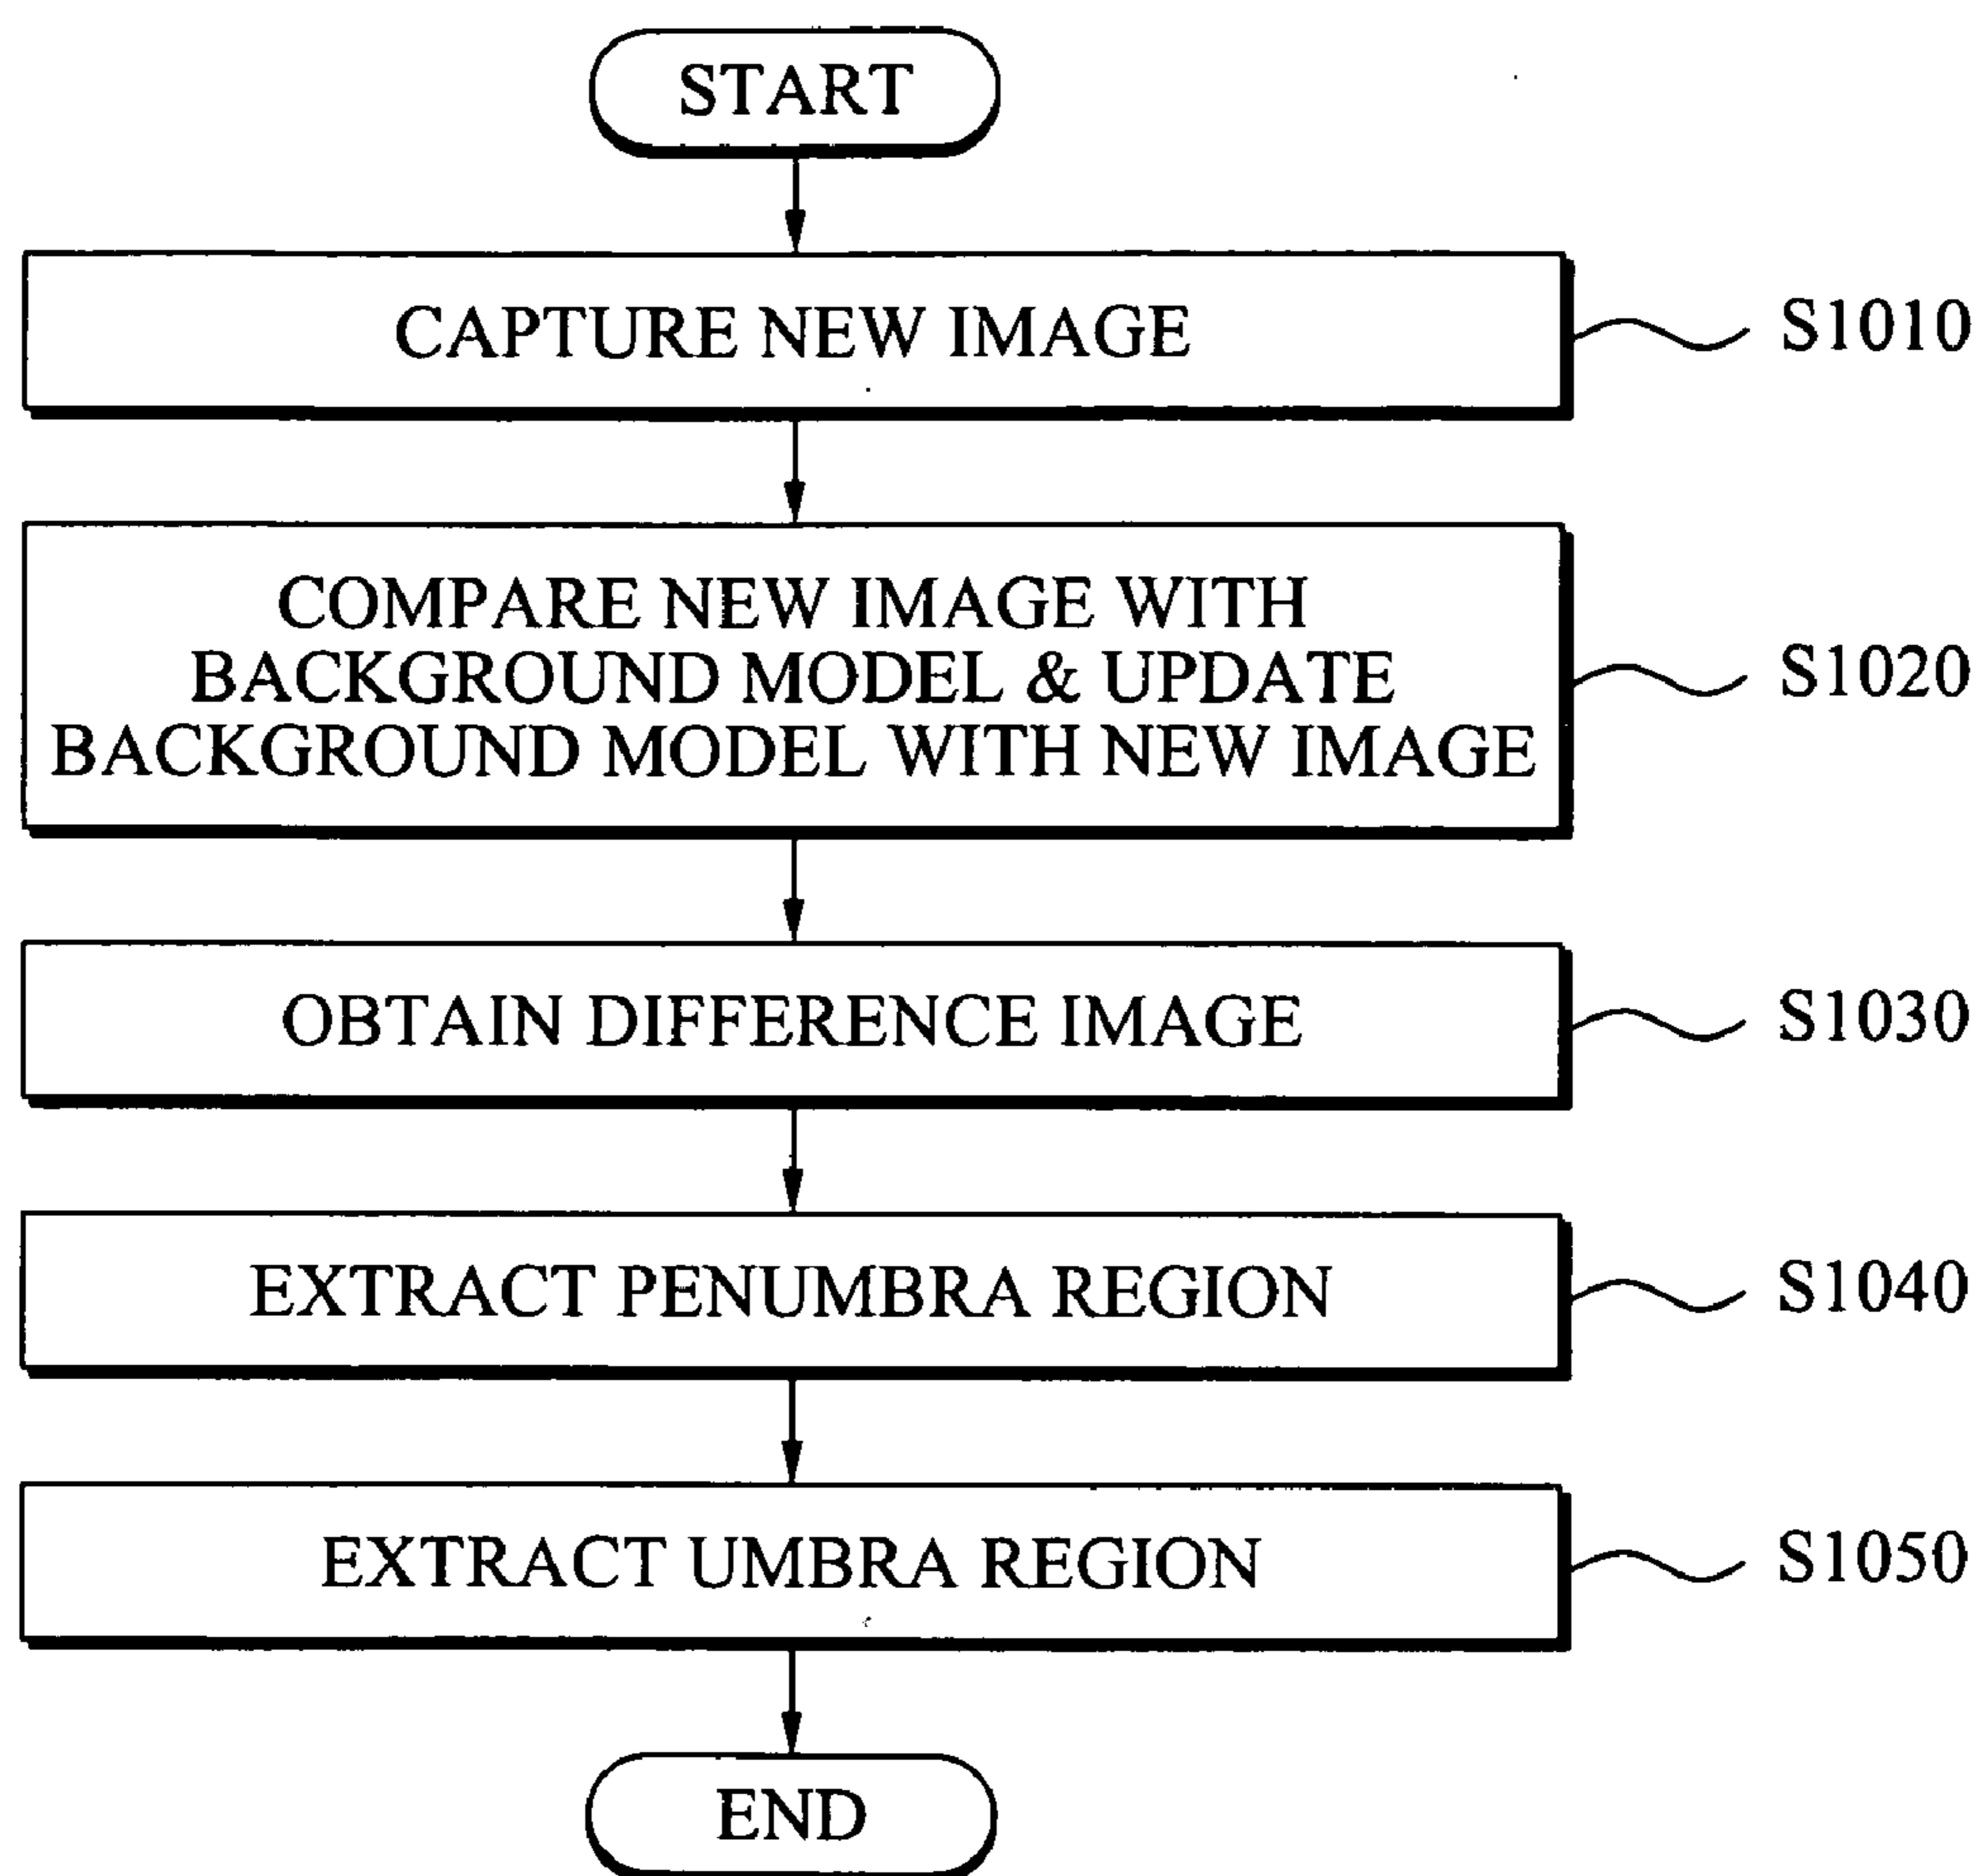 START
CAPTURE NEW IMAGE
S1010
COMPARE NEW IMAGE WITH
BACKGROUND MODEL & UPDATE
BACKGROUND MODEL WITH NEW IMAGE
S1020
OBTAIN DIFFERENCE IMAGE
S1030
EXTRACT PENUMBRA REGION
S1040
EXTRACT UMBRA REGION
S1050
END